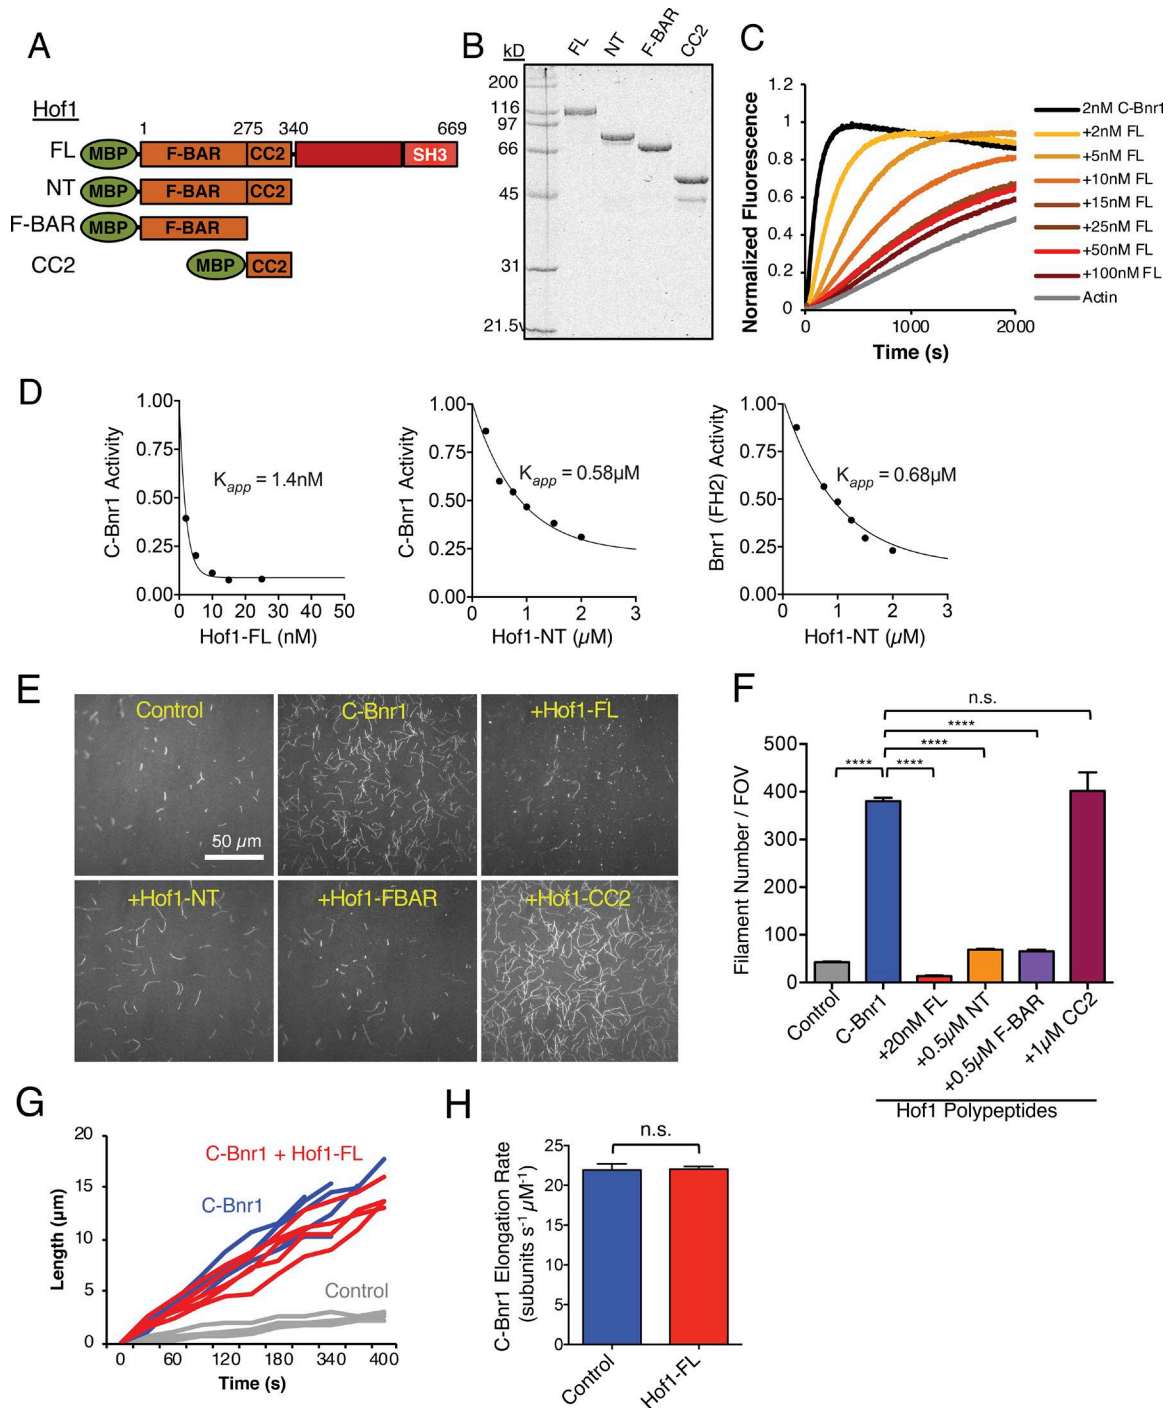 A
Hof1
1 275 340 669
FL MBP F-BAR CC2 SH3
NT MBP F-BAR CC2
F-BAR MBP F-BAR
CC2 MBP CC2
B
kD FL NT F-BAR CC2
200
116
97
66
45
31
21.5v
C
Normalized Fluorescence
1.2
1
0.8
0.6
0.4
0.2
0
0 1000 2000
Time (s)
2nM C-Bnr1
+2nM FL
+5nM FL
+10nM FL
+15nM FL
+25nM FL
+50nM FL
+100nM FL
Actin
D
C-Bnr1 Activity
1.00
0.75
0.50
0.25
0.00
Kapp = 1.4nM
0 10 20 30 40 50
Hof1-FL (nM)
C-Bnr1 Activity
1.00
0.75
0.50
0.25
0.00
Kapp = 0.58µM
0 1 2 3
Hof1-NT (µM)
Bnr1 (FH2) Activity
1.00
0.75
0.50
0.25
0.00
Kapp = 0.68µM
0 1 2 3
Hof1-NT (µM)
E
Control C-Bnr1 +Hof1-FL
50 µm
+Hof1-NT +Hof1-FBAR +Hof1-CC2
F
Filament Number / FOV
500
400
300
200
100
0
n.s.
****
****
**** ****
Control C-Bnr1 +20nM FL +0.5µM NT +0.5µM F-BAR +1µM CC2
Hof1 Polypeptides
G
Length (µm)
20
15
10
5
0
C-Bnr1 + Hof1-FL
C-Bnr1
Control
0 60 120 180 340 400
Time (s)
H
C-Bnr1 Elongation Rate
(subunits s-1 µM-1)
25
20
15
10
5
0
n.s.
Control Hof1-FL